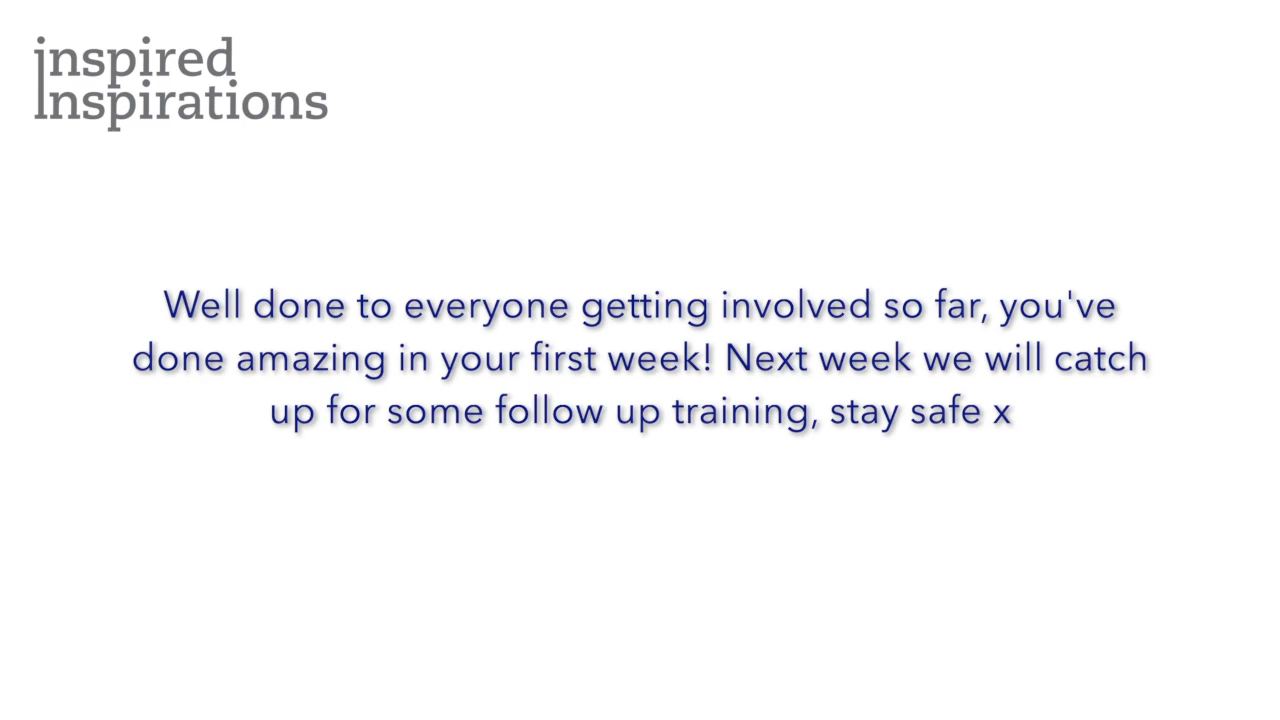 inspired
Inspirations
Well done to everyone getting involved so far, you've
done amazing in your first week! Next week we will catch
up for some follow up training, stay safe x